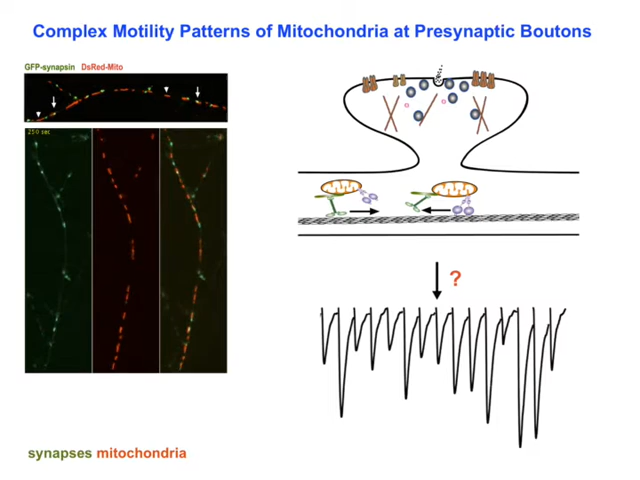 Complex Motility Patterns of Mitochondria at Presynaptic Boutons
GFP-synapsin DsRed-Mito
250 sec
?
synapses mitochondria